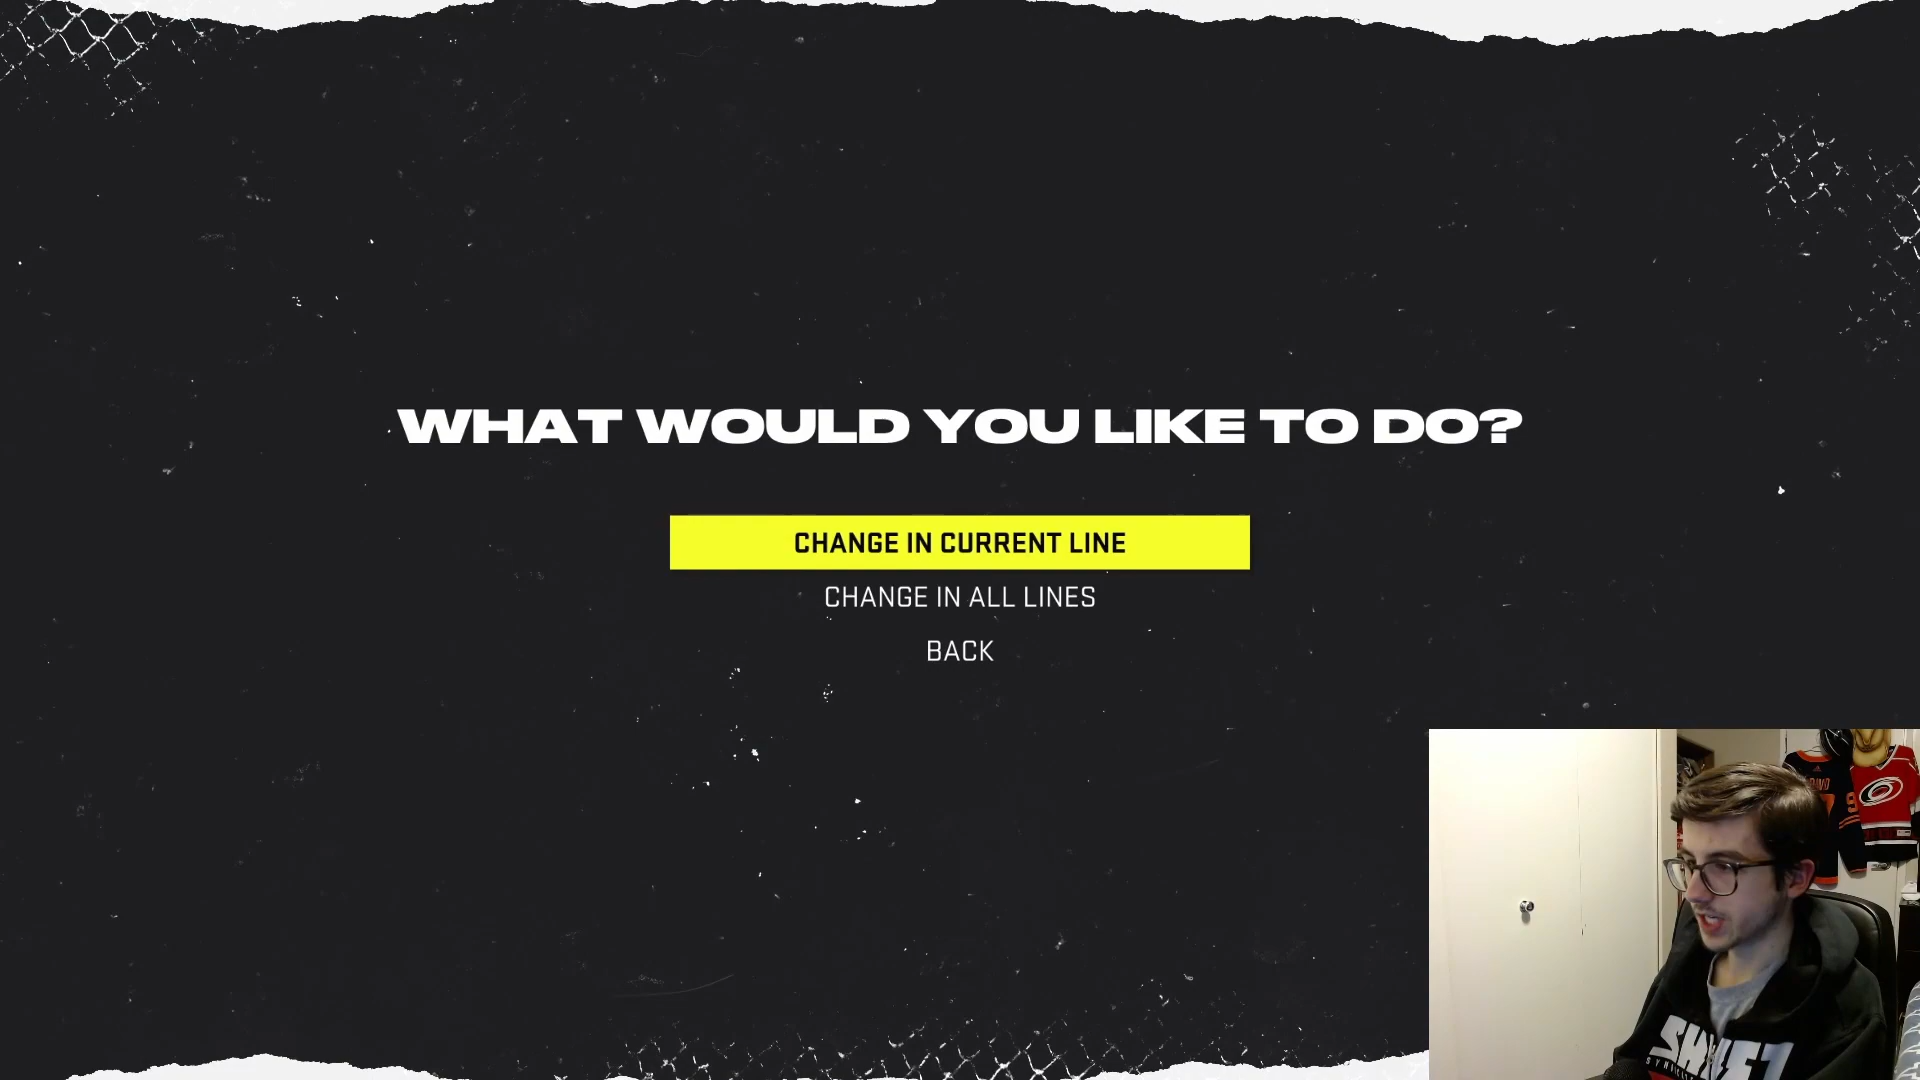 WHAT WOULD YOU LIKE TO DO?
CHANGE IN CURRENT LINE
CHANGE IN ALL LINES
BACK